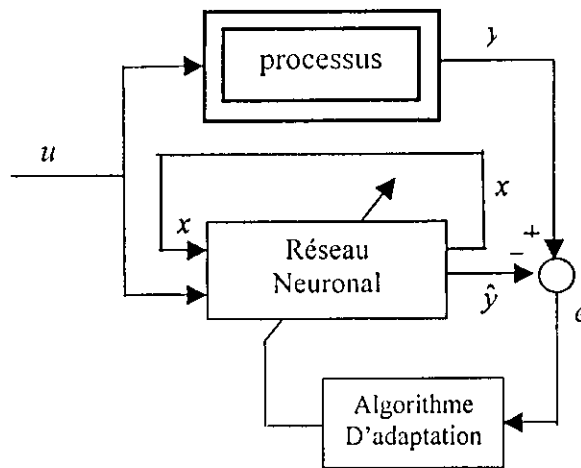 processus
y
u
x
x
Réseau
Neuronal
+
−
ŷ
e
Algorithme
D'adaptation